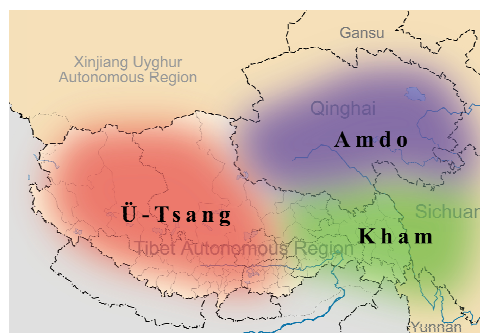 Gansu
Xinjiang Uyghur
Autonomous Region
Qinghai
Amdo
Ü-Tsang
Sichuan
Kham
Tibet Autonomous Region
Yunnan